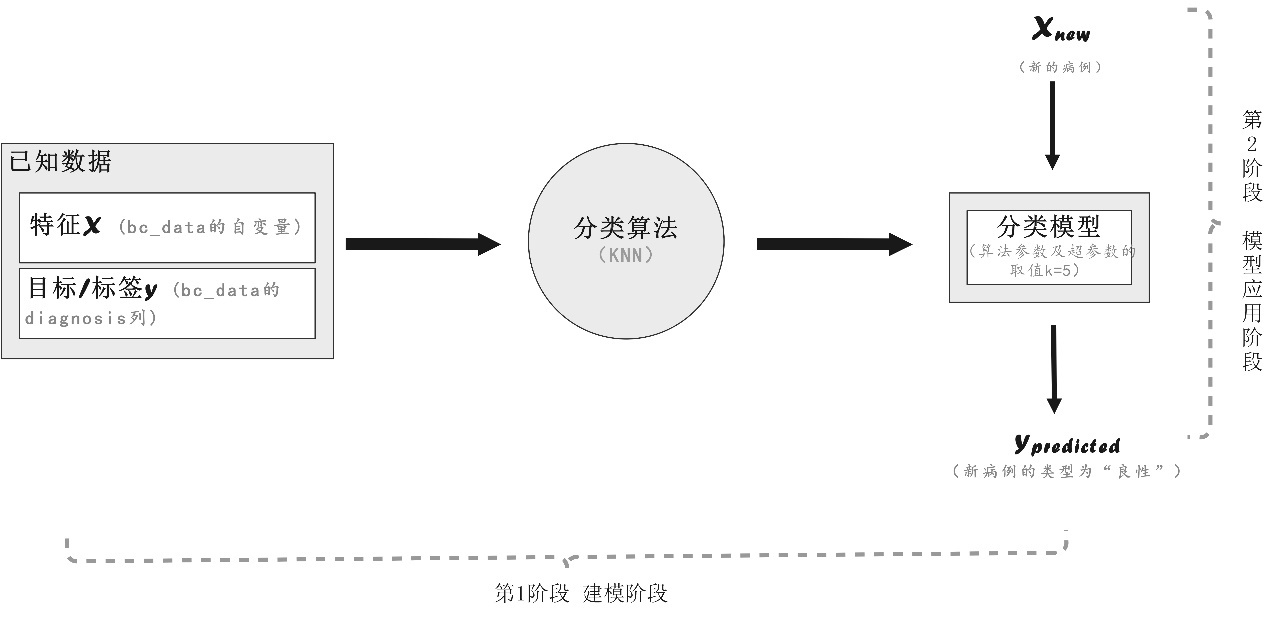 已知数据
特征X（bc_data的自变量）
目标/标签y（bc_data的
diagnosis列）
分类算法
（KNN）
Xnew
（新的病例）
分类模型
（算法参数及超参数的
取值k=5）
ypredicted
（新病例的类型为“良性”）
第2阶段 模型应用阶段
第1阶段 建模阶段